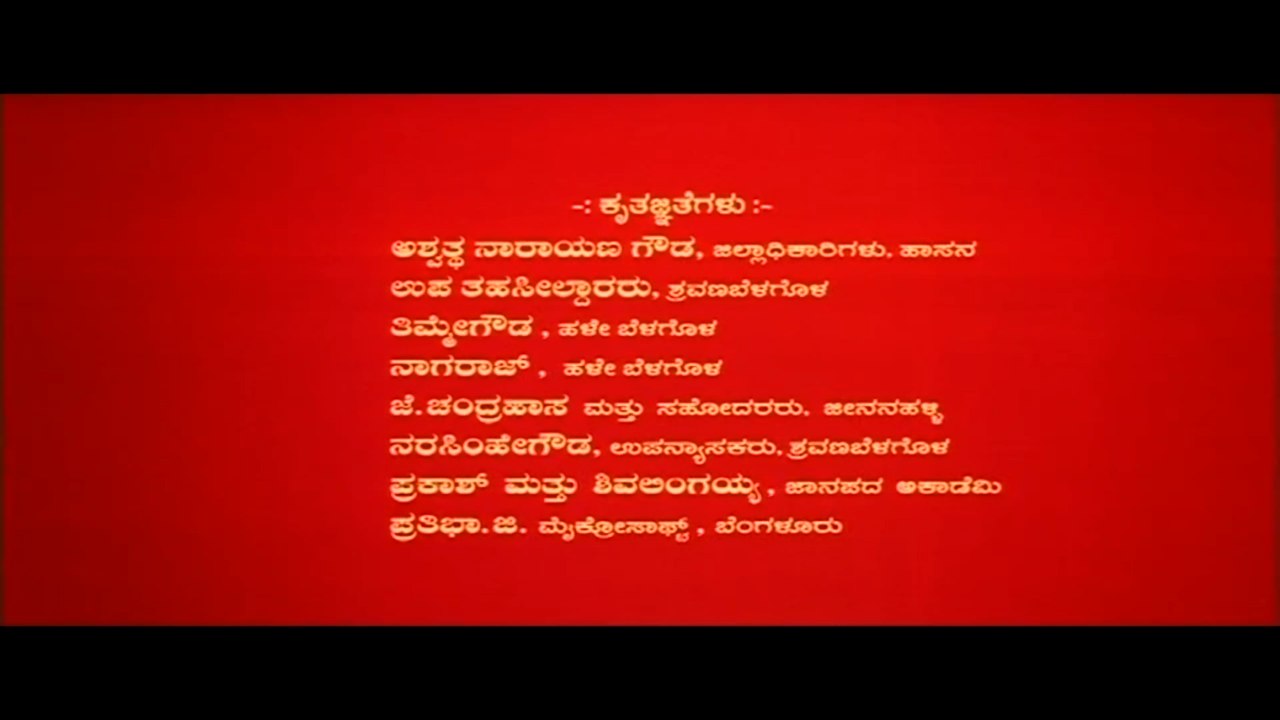 -: ಕೃತಜ್ಞತೆಗಳು :-
ಅಶ್ವತ್ಥ ನಾರಾಯಣ ಗೌಡ, ಜಿಲ್ಲಾಧಿಕಾರಿಗಳು. ಹಾಸನ
ಉಪ ತಹಸೀಲ್ದಾರರು, ಶ್ರವಣಬೆಳಗೊಳ
ತಿಮ್ಮೇಗೌಡ , ಹಳೇ ಬೆಳಗೊಳ
ನಾಗರಾಜ್ , ಹಳೇ ಬೆಳಗೊಳ
ಜೆ.ಚಂದ್ರಹಾಸ ಮತ್ತು ಸಹೋದರರು. ಜೀನನಹಳ್ಳಿ
ನರಸಿಂಹೇಗೌಡ, ಉಪನ್ಯಾಸಕರು. ಶ್ರವಣಬೆಳಗೊಳ
ಪ್ರಕಾಶ್ ಮತ್ತು ಶಿವಲಿಂಗಯ್ಯ , ಜಾನಪದ ಅಕಾಡೆಮಿ
ಪ್ರತಿಭಾ.ಜಿ. ಮೈಕ್ರೋಸಾಫ್ಟ್ , ಬೆಂಗಳೂರು